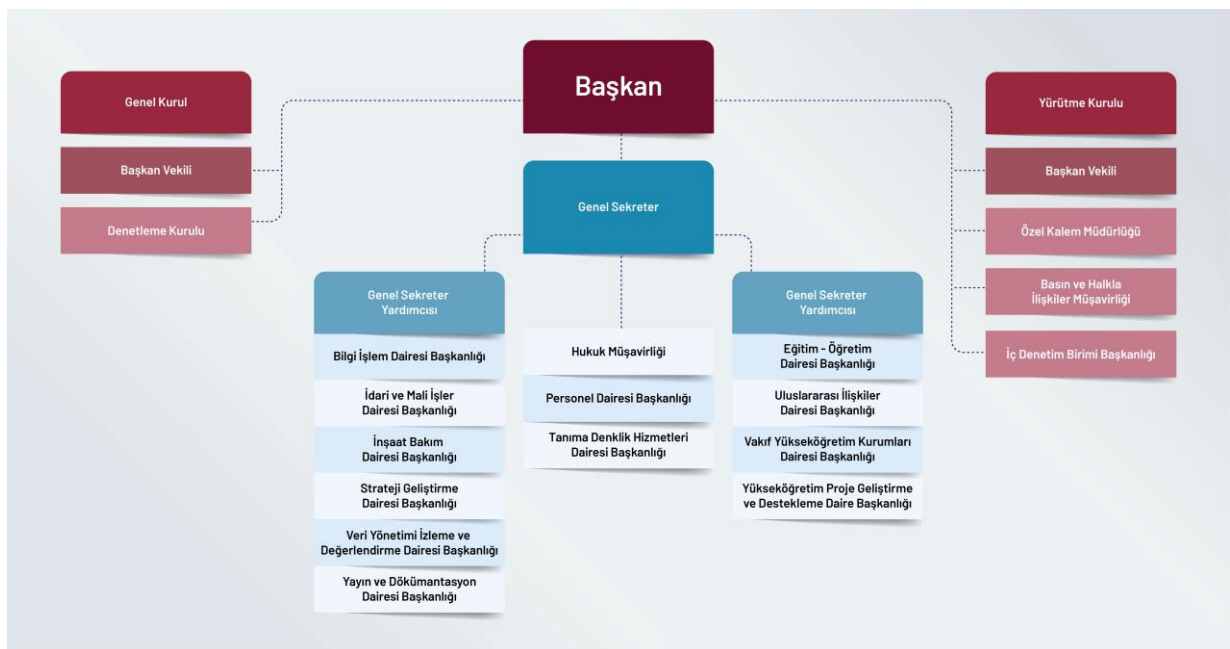 Başkan
Genel Kurul
Başkan Vekili
Denetleme Kurulu
Yürütme Kurulu
Başkan Vekili
Özel Kalem Müdürlüğü
Basın ve Halkla
İlişkiler Müşavirliği
İç Denetim Birimi Başkanlığı
Genel Sekreter
Genel Sekreter
Yardımcısı
Bilgi İşlem Dairesi Başkanlığı
İdari ve Mali İşler
Dairesi Başkanlığı
İnşaat Bakım
Dairesi Başkanlığı
Strateji Geliştirme
Dairesi Başkanlığı
Veri Yönetimi İzleme ve
Değerlendirme Dairesi Başkanlığı
Yayın ve Dökümantasyon
Dairesi Başkanlığı
Hukuk Müşavirliği
Personel Dairesi Başkanlığı
Tanıma Denklik Hizmetleri
Dairesi Başkanlığı
Genel Sekreter
Yardımcısı
Eğitim - Öğretim
Dairesi Başkanlığı
Uluslararası İlişkiler
Dairesi Başkanlığı
Vakıf Yükseköğretim Kurumları
Dairesi Başkanlığı
Yükseköğretim Proje Geliştirme
ve Destekleme Daire Başkanlığı